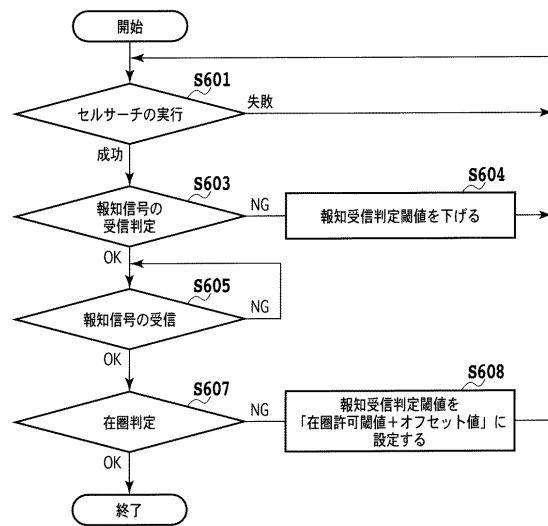 開始
S601
セルサーチの実行
失敗
成功
S603
報知信号の
受信判定
NG
S604
報知受信判定閾値を下げる
OK
S605
報知信号の受信
NG
OK
S607
在圏判定
NG
S608
報知受信判定閾値を
「在圏許可閾値+オフセット値」に
設定する
OK
終了